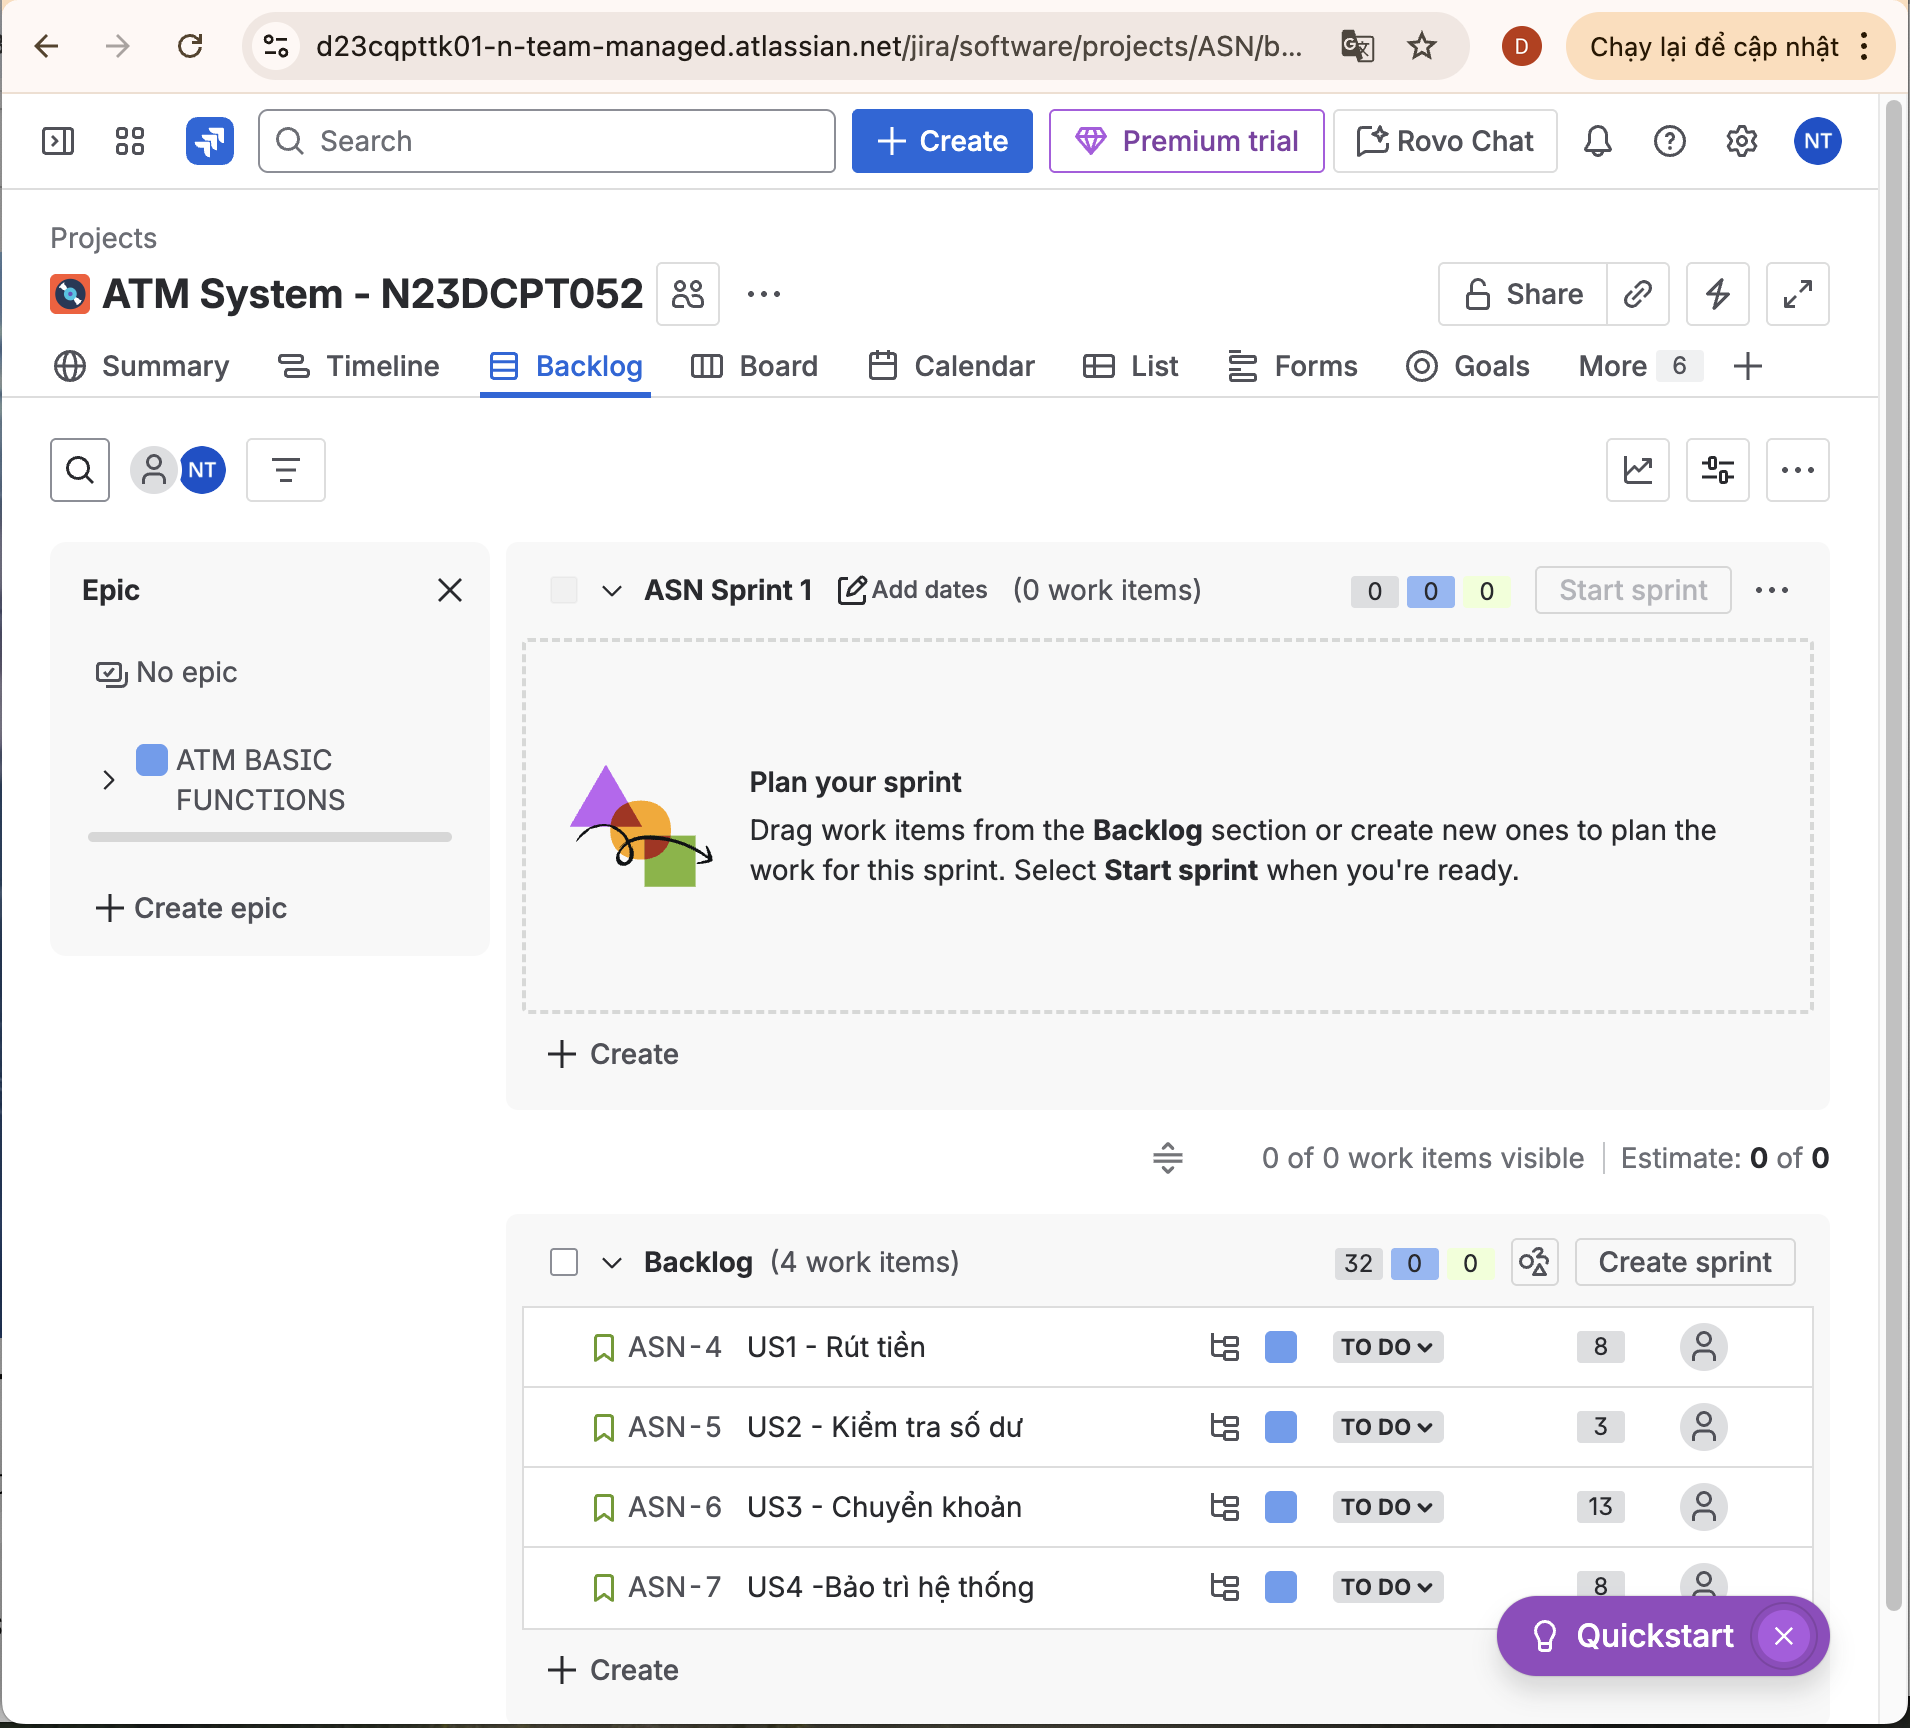 d23cqpttk01-n-team-managed.atlassian.net/jira/software/projects/ASN/b...
D
Chạy lại để cập nhật
Search
Create
Premium trial
Rovo Chat
NT
Projects
ATM System - N23DCPT052
Share
Summary
Timeline
Backlog
Board
Calendar
List
Forms
Goals
More 6
NT
Epic
No epic
ATM BASIC
FUNCTIONS
Create epic
ASN Sprint 1 Add dates (0 work items) 0 0 0 Start sprint
Plan your sprint
Drag work items from the Backlog section or create new ones to plan the
work for this sprint. Select Start sprint when you're ready.
Create
0 of 0 work items visible Estimate: 0 of 0
Backlog (4 work items) 32 0 0 Create sprint
ASN-4 US1 - Rút tiền TO DO 8
ASN-5 US2 - Kiểm tra số dư TO DO 3
ASN-6 US3 - Chuyển khoản TO DO 13
ASN-7 US4 -Bảo trì hệ thống TO DO 8
Create
Quickstart